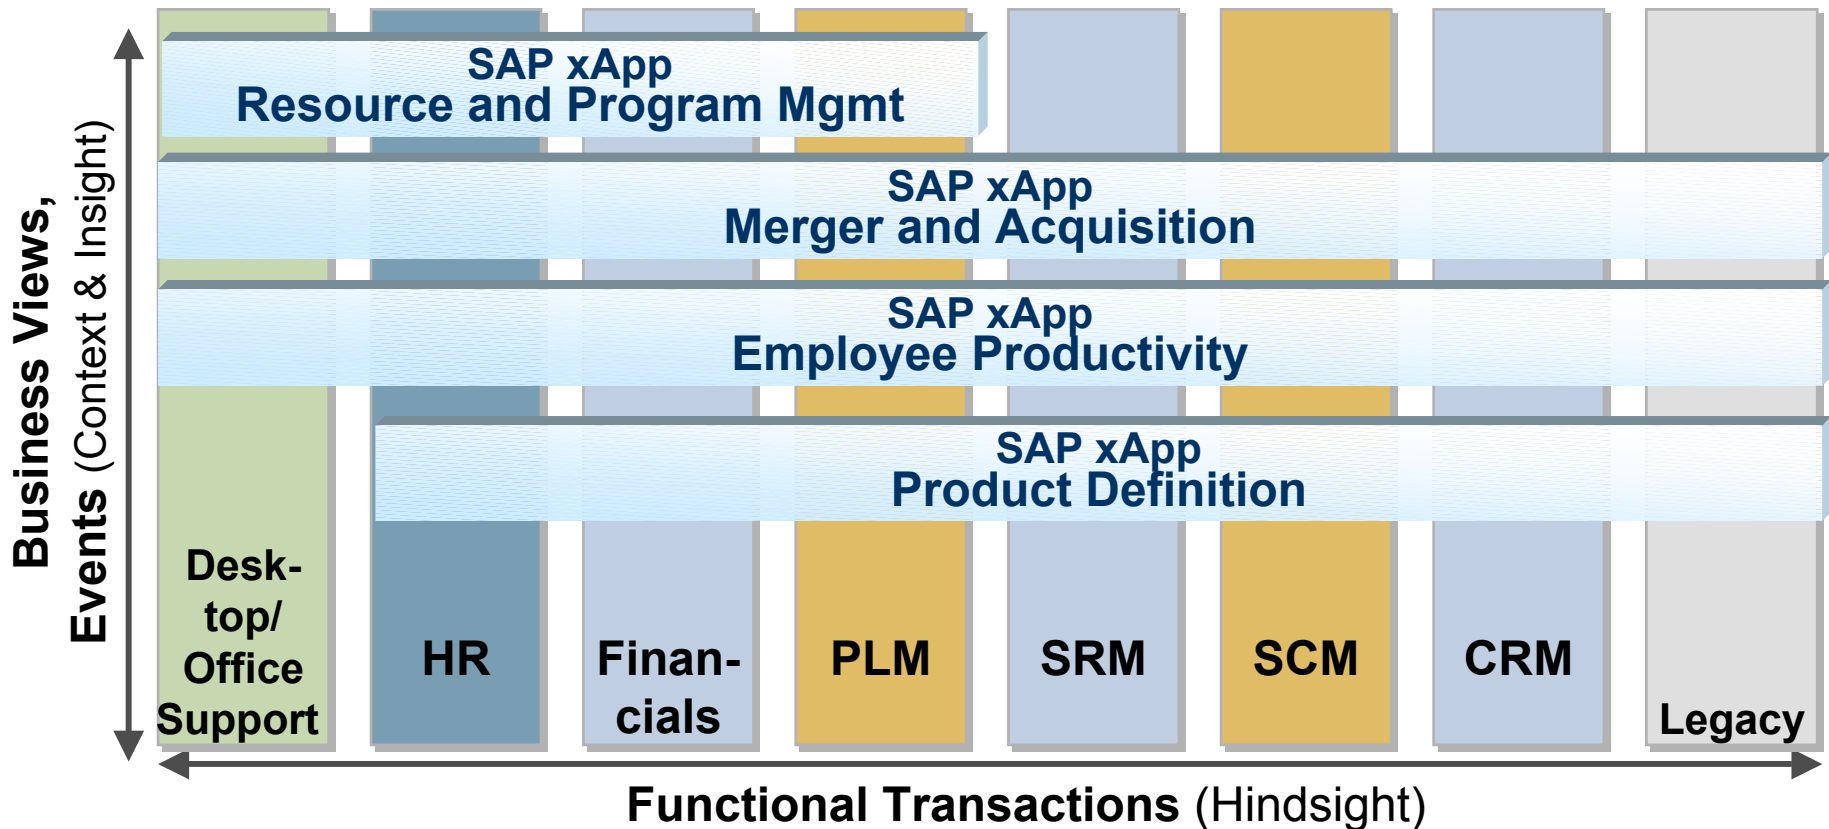 Business Views,
Events (Context & Insight)
SAP xApp
Resource and Program Mgmt
SAP xApp
Merger and Acquisition
SAP xApp
Employee Productivity
SAP xApp
Product Definition
Desk-
top/
Office
Support
HR
Finan-
cials
PLM
SRM
SCM
CRM
Legacy
Functional Transactions (Hindsight)